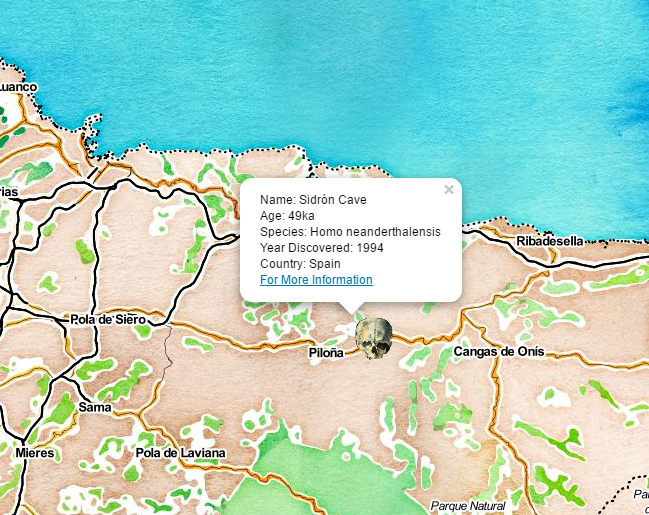 Luanco
rias
×
Name: Sidrón Cave
Age: 49ka
Species: Homo neanderthalensis
Year Discovered: 1994
Country: Spain
For More Information
Ribadesella
Pola de Siero
Piloña
Cangas de Onís
Sama
Mieres
Pola de Laviana
Parque Natural
Pa